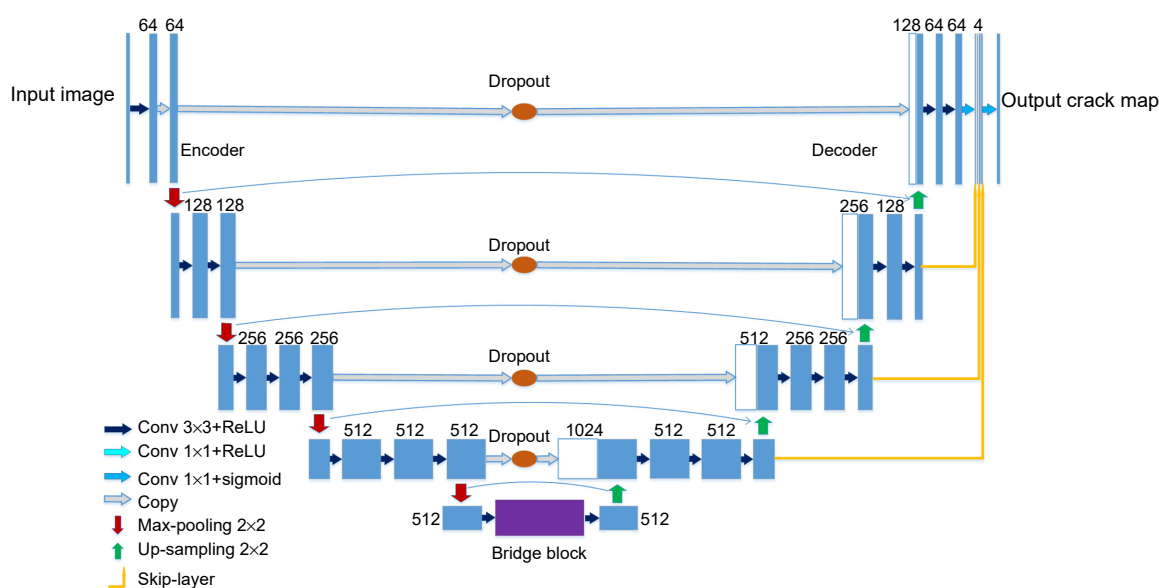 64 64
128 64 64 4
Input image
Dropout
Output crack map
Encoder
Decoder
128 128
Dropout
256 128
256 256 256
Dropout
512 256 256
512 512 512
Dropout
1024 512 512
512
Bridge block
512
Conv 3×3+ReLU
Conv 1×1+ReLU
Conv 1×1+sigmoid
Copy
Max-pooling 2×2
Up-sampling 2×2
Skip-layer